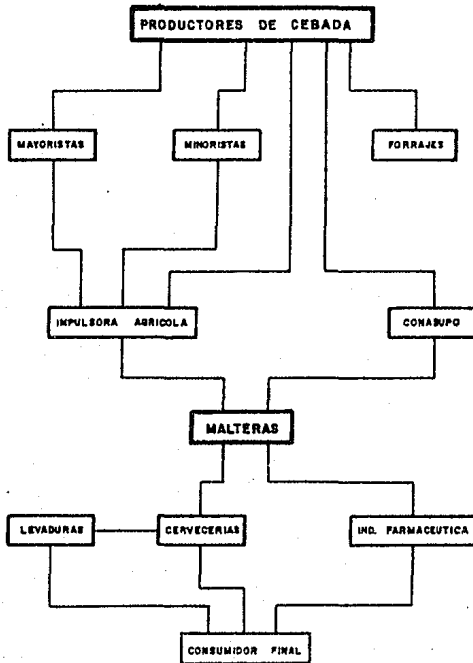 PRODUCTORES DE CEBADA
MAYORISTAS
MINORISTAS
FORRAJES
IMPULSORA AGRICOLA
CONASUPO
MALTERAS
LEVADURAS
CERVECERIAS
IND. FARMACEUTICA
CONSUMIDOR FINAL